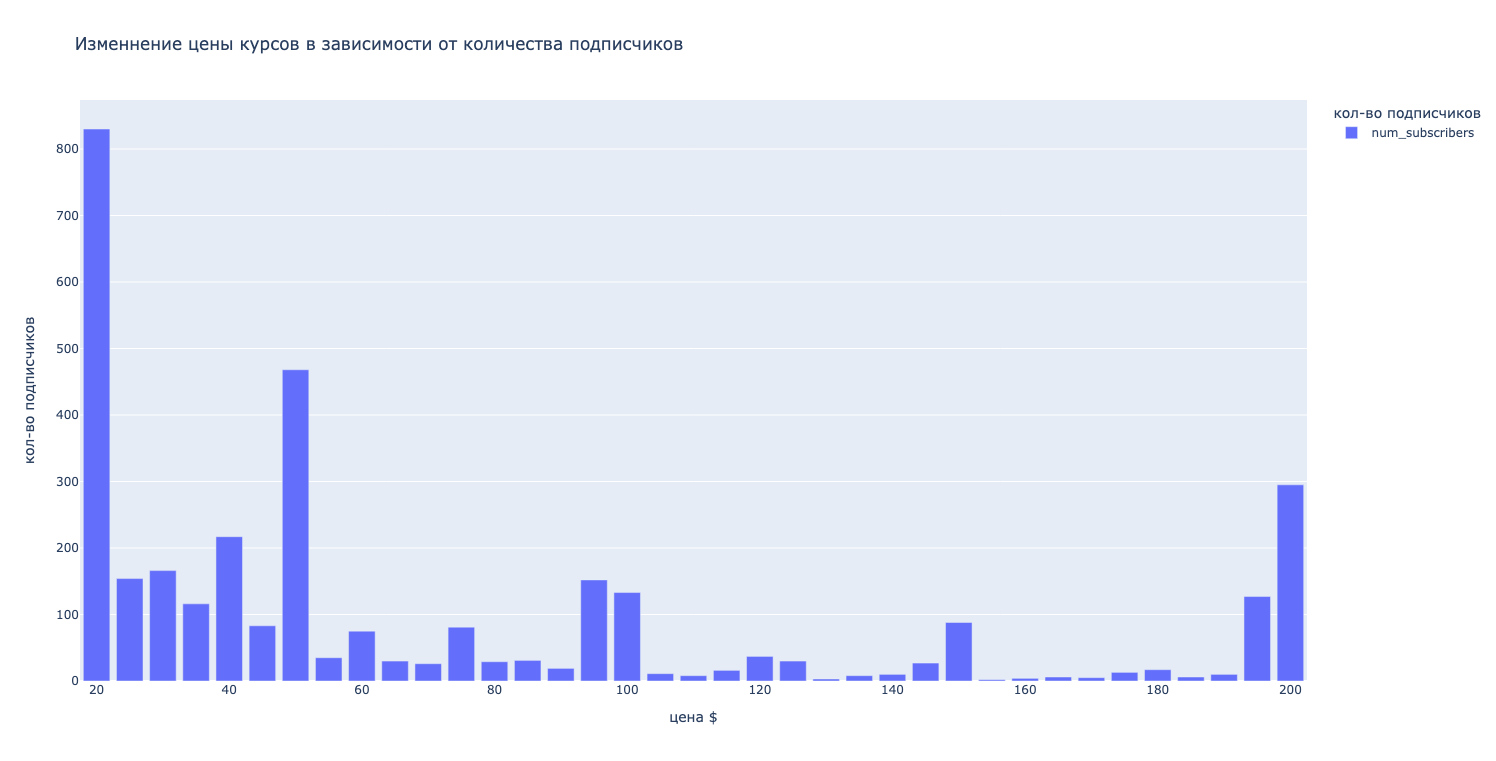 Изменнение цены курсов в зависимости от количества подписчиков
кол-во подписчиков
num_subscribers
800
700
600
500
400
300
200
100
0
кол-во подписчиков
20 40 60 80 100 120 140 160 180 200
цена $